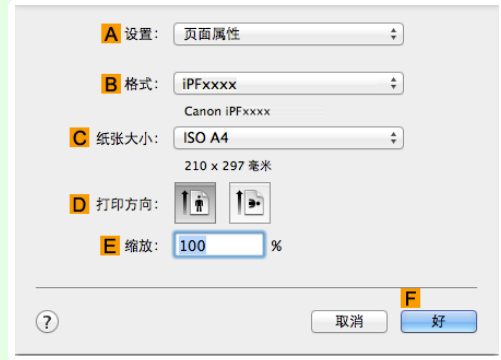 A 设置： 页面属性
B 格式： iPFxxxx
Canon iPFxxxx
C 纸张大小： ISO A4
210 x 297 毫米
D 打印方向：
E 缩放： 100 %
F
? 取消 好